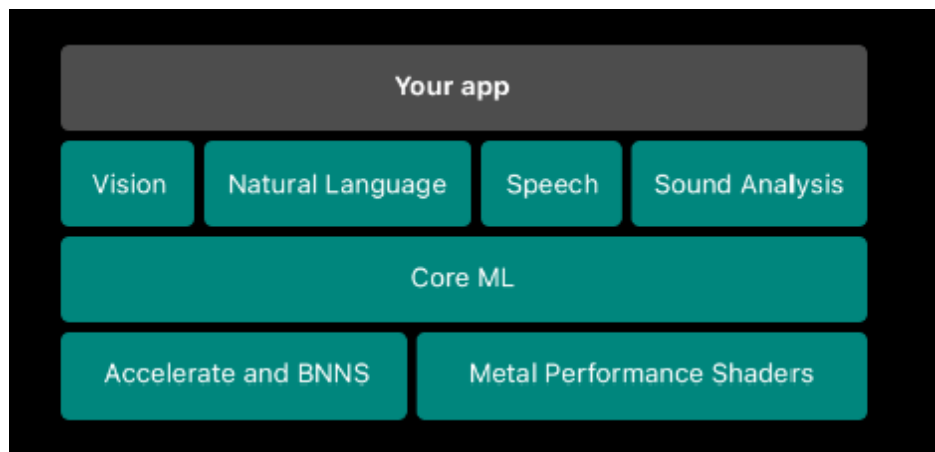 Your app
Vision Natural Language Speech Sound Analysis
Core ML
Accelerate and BNNS Metal Performance Shaders